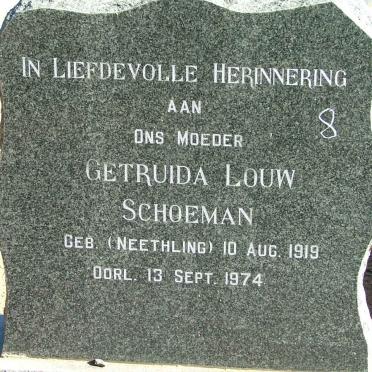 IN LIEFDEVOLLE HERINNERING
AAN
8
ONS MOEDER
GETRUIDA LOUW
SCHOEMAN
GEB. (NEETHLING) 10 AUG. 1919
OORL. 13 SEPT. 1974